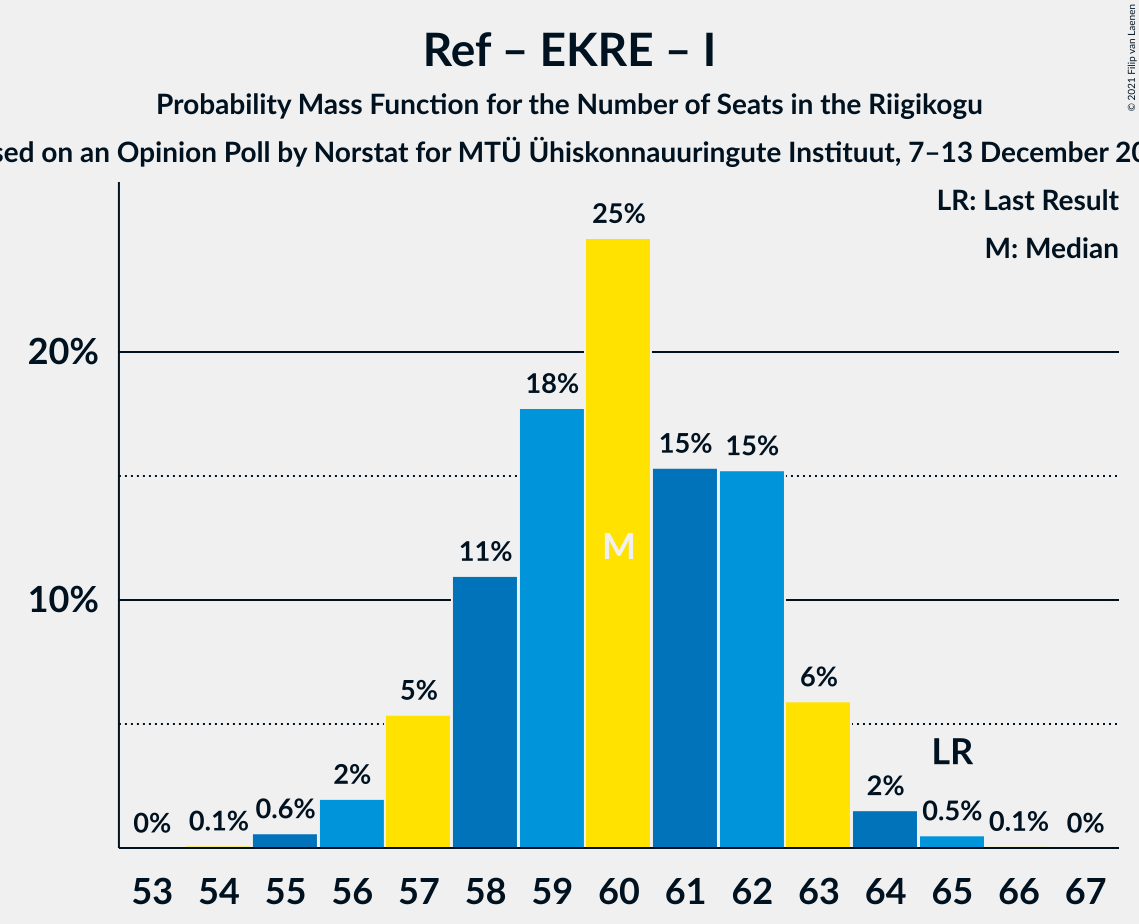 Ref – EKRE – I
Probability Mass Function for the Number of Seats in the Riigikogu
on an Opinion Poll by Norstat for MTÜ Ühiskonnauuringute Instituut, 7–13 December
© 2021 Filip van Laenen
LR: Last Result
M: Median
20%
10%
0% 0.1% 0.6% 2% 5% 11% 18% 25% 15% 15% 6% 2% 0.5% 0.1% 0%
M
LR
53 54 55 56 57 58 59 60 61 62 63 64 65 66 67